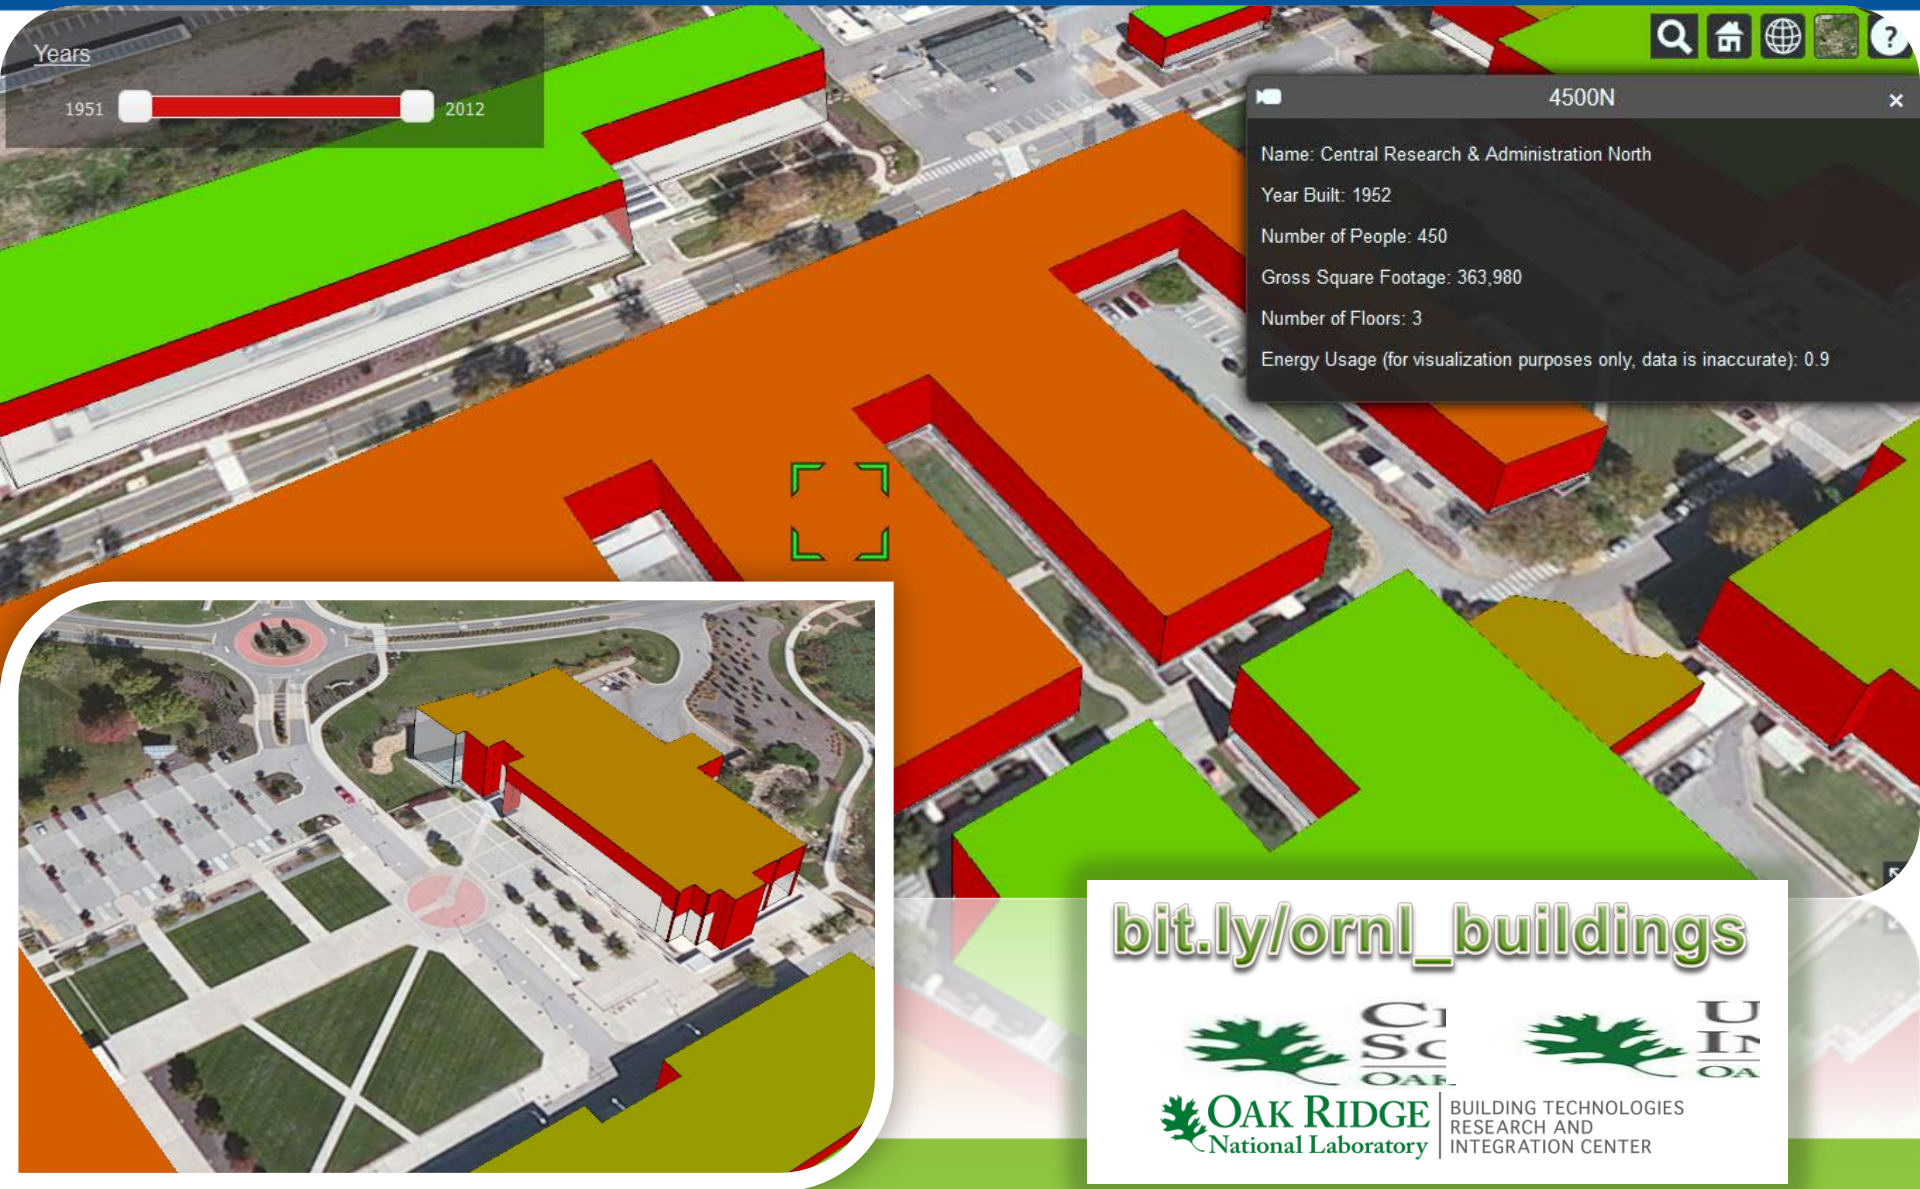 Years
1951
2012
?
4500N
×
Name: Central Research & Administration North
Year Built: 1952
Number of People: 450
Gross Square Footage: 363,980
Number of Floors: 3
Energy Usage (for visualization purposes only, data is inaccurate): 0.9
bit.ly/ornl_buildings
OAK RIDGE
National Laboratory
BUILDING TECHNOLOGIES
RESEARCH AND
INTEGRATION CENTER